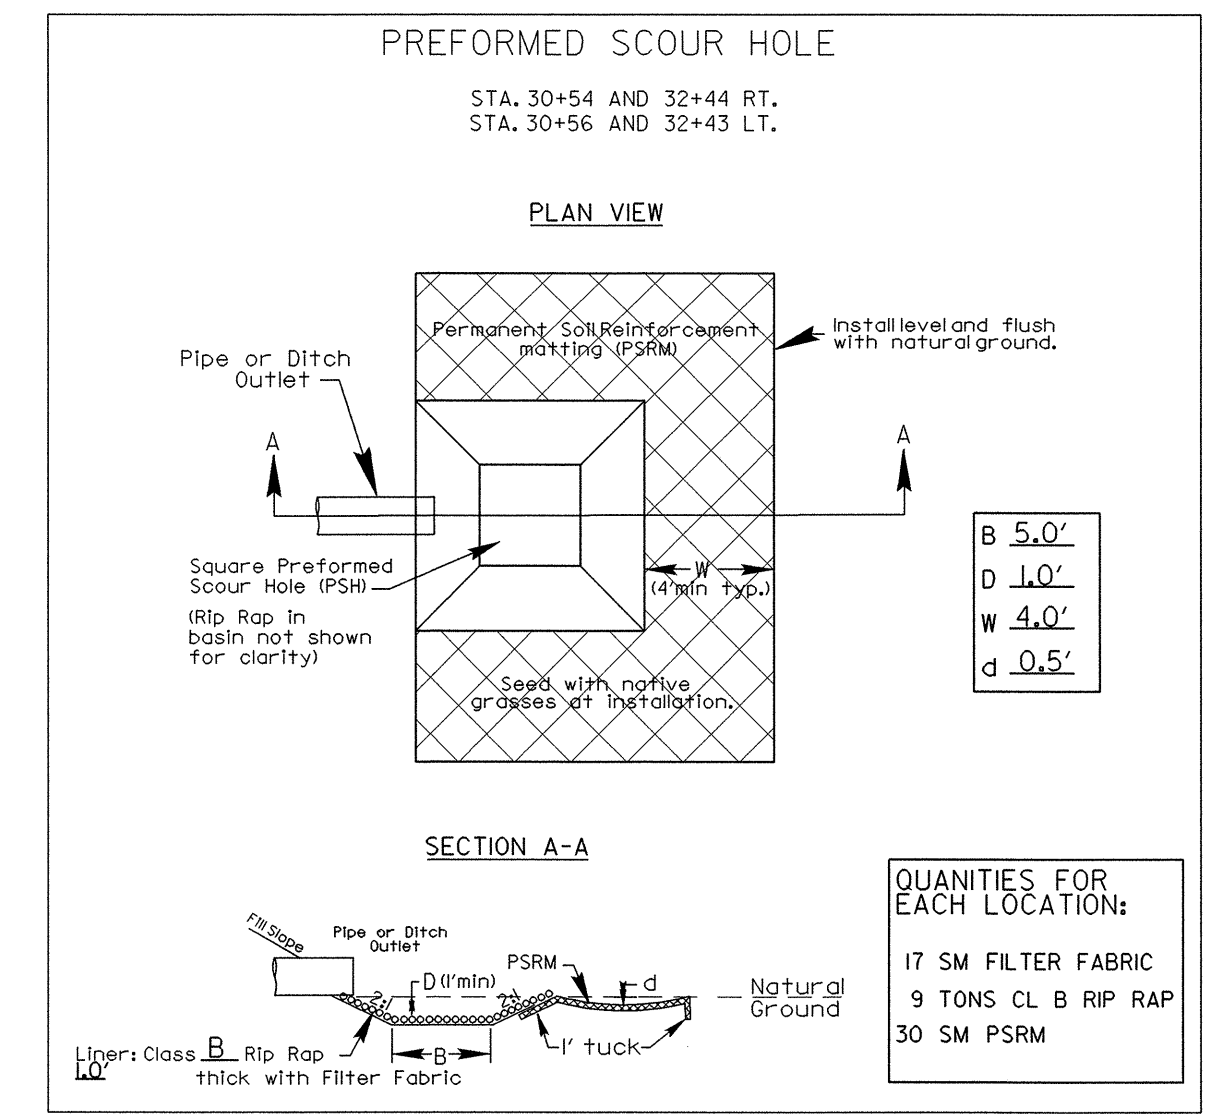 PREFORMED SCOUR HOLE
STA. 30+54 AND 32+44 RT.
STA. 30+56 AND 32+43 LT.
PLAN VIEW
Permanent Soil Reinforcement
matting (PSRM)
Install level and flush
with natural ground.
Pipe or Ditch
Outlet
A
A
Square Preformed
Scour Hole (PSH)
(Rip Rap in
basin not shown
for clarity)
W
(4'min typ.)
Seed with native
grasses at installation.
B 5.0'
D 1.0'
W 4.0'
d 0.5'
SECTION A-A
Fill Slope
Pipe or Ditch
Outlet
2:1
D (1'min)
2:1
PSRM
d
Natural
Ground
B
1' tuck
Liner: Class B Rip Rap
1.0'
thick with Filter Fabric
QUANITIES FOR
EACH LOCATION:
17 SM FILTER FABRIC
9 TONS CL B RIP RAP
30 SM PSRM